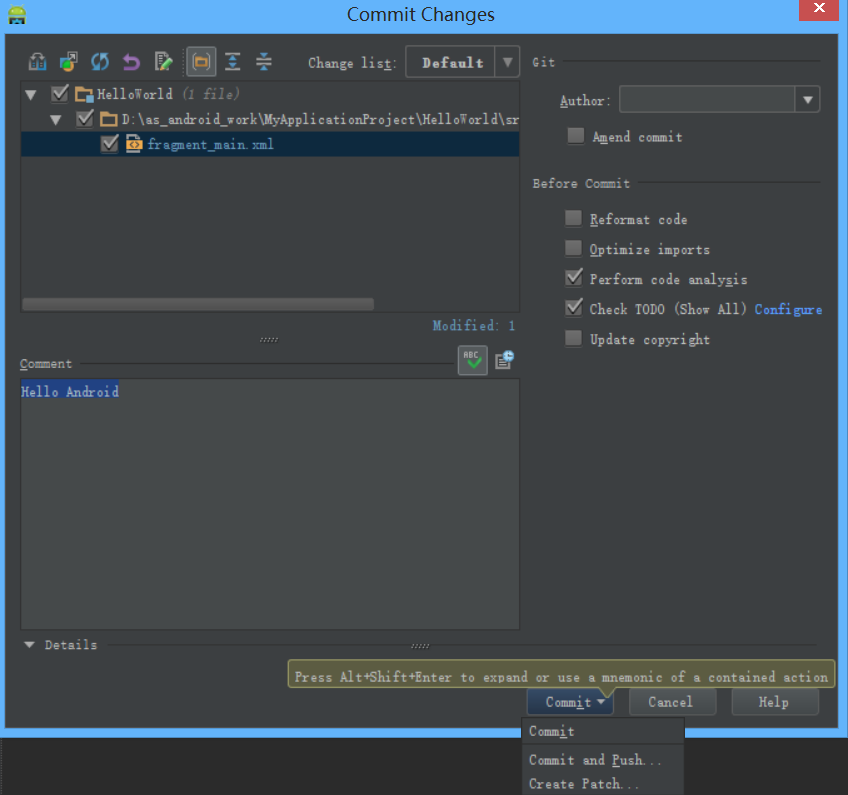 Commit Changes
Change list: Default
HelloWorld (1 file)
D:\as_android_work\MyApplicationProject\HelloWorld\sr
fragment_main.xml
Modified: 1
Git
Author:
Amend commit
Before Commit
Reformat code
Optimize imports
Perform code analysis
Check TODO (Show All) Configure
Update copyright
Comment
ABC
Hello Android
Details
Press Alt+Shift+Enter to expand or use a mnemonic of a contained action
Commit Cancel Help
Commit
Commit and Push...
Create Patch...